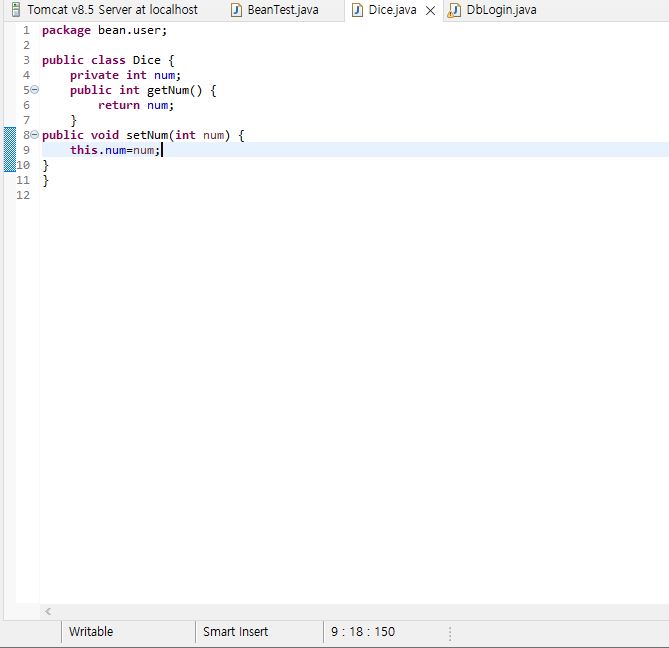 Tomcat v8.5 Server at localhost BeanTest.java Dice.java DbLogin.java
1 package bean.user;
2
3 public class Dice {
4     private int num;
5     public int getNum() {
6         return num;
7     }
8 public void setNum(int num) {
9     this.num=num;
10 }
11 }
12
Writable Smart Insert 9 : 18 : 150